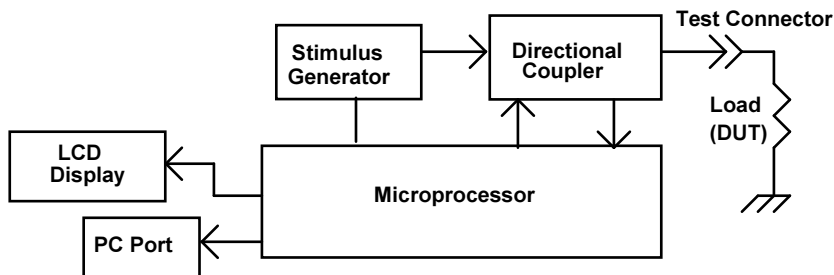 Test Connector
Stimulus
Generator
Directional
Coupler
Load
(DUT)
LCD
Display
Microprocessor
PC Port